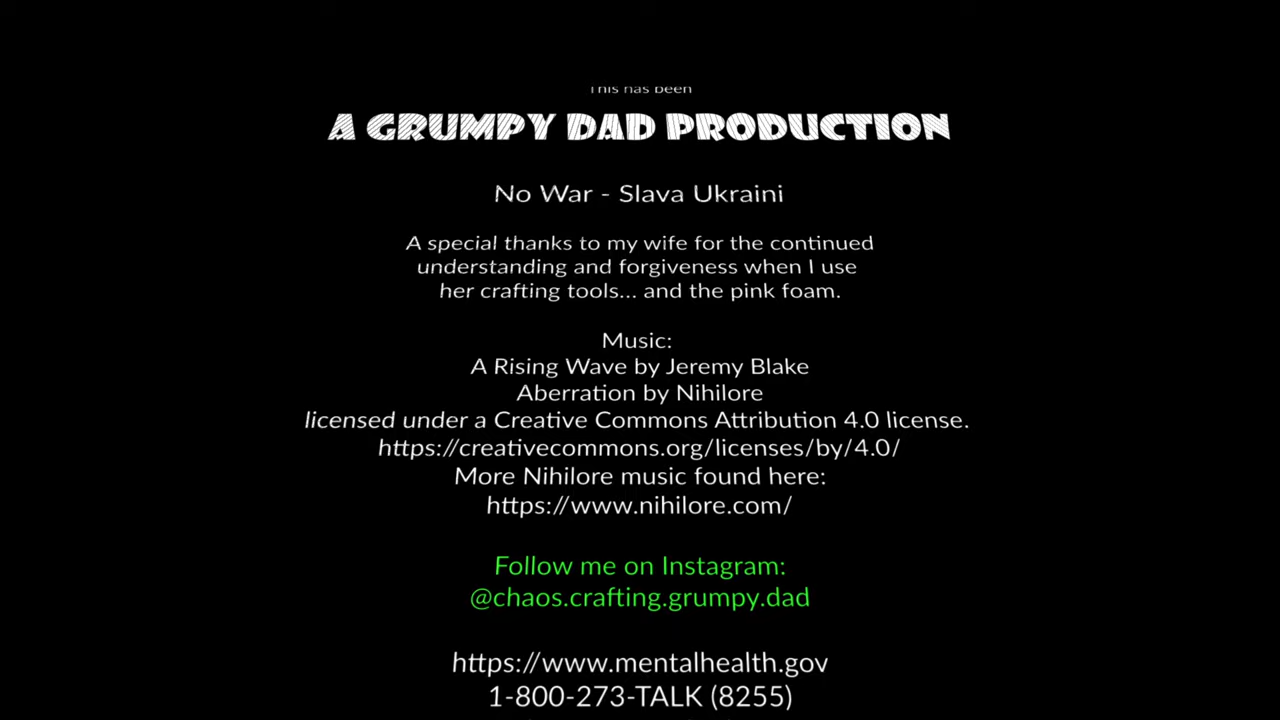 This has been
A GRUMPY DAD PRODUCTION
No War - Slava Ukraini
A special thanks to my wife for the continued
understanding and forgiveness when I use
her crafting tools... and the pink foam.
Music:
A Rising Wave by Jeremy Blake
Aberration by Nihilore
licensed under a Creative Commons Attribution 4.0 license.
https://creativecommons.org/licenses/by/4.0/
More Nihilore music found here:
https://www.nihilore.com/
Follow me on Instagram:
@chaos.crafting.grumpy.dad
https://www.mentalhealth.gov
1-800-273-TALK (8255)